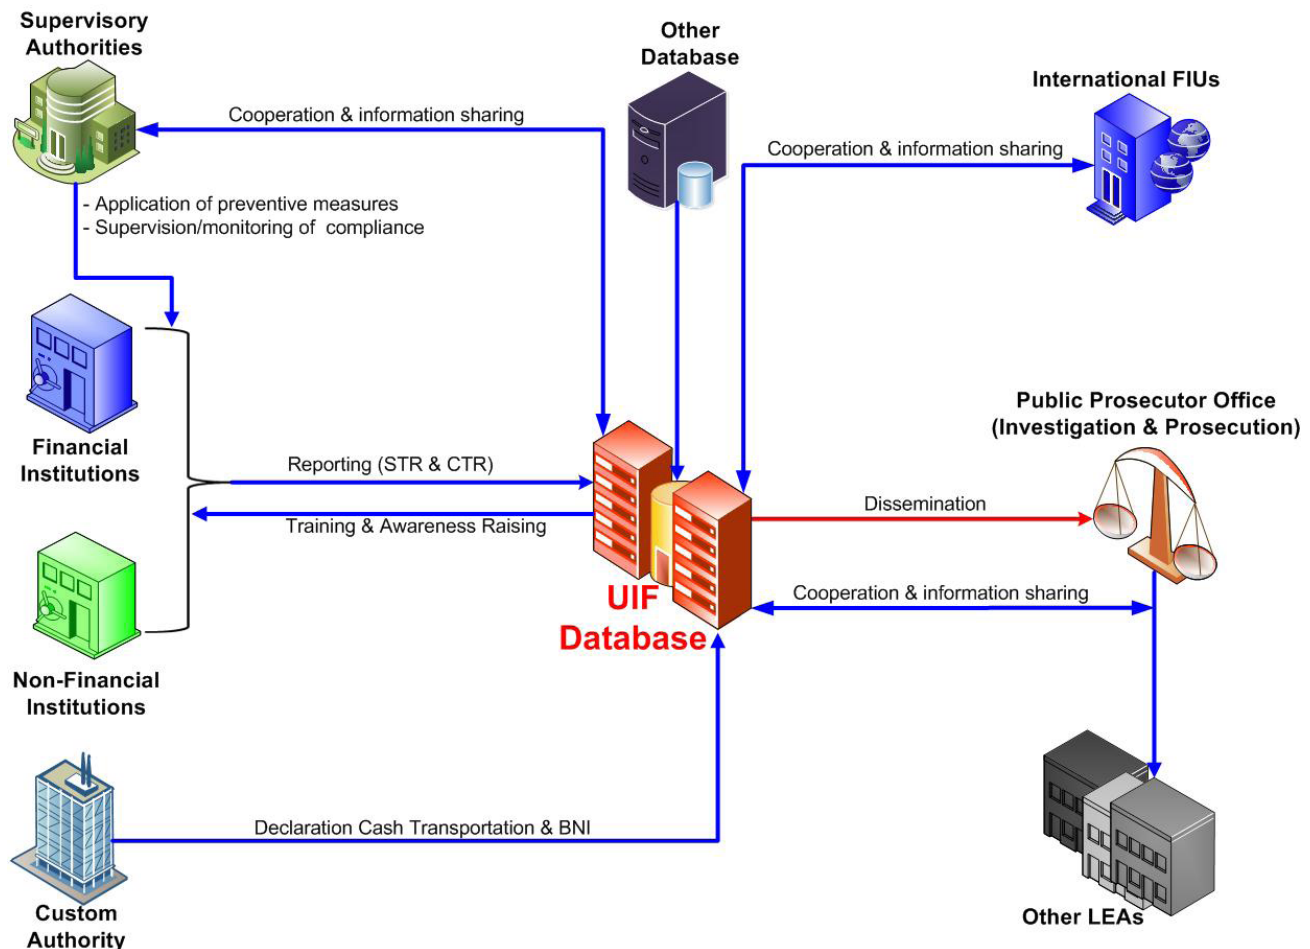 Supervisory
Authorities
Other
Database
International FIUs
Cooperation & information sharing
Cooperation & information sharing
- Application of preventive measures
- Supervision/monitoring of  compliance
Financial
Institutions
Public Prosecutor Office
(Investigation & Prosecution)
Reporting (STR & CTR)
Dissemination
Training & Awareness Raising
Cooperation & information sharing
UIF
Database
Non-Financial
Institutions
Declaration Cash Transportation & BNI
Custom
Authority
Other LEAs